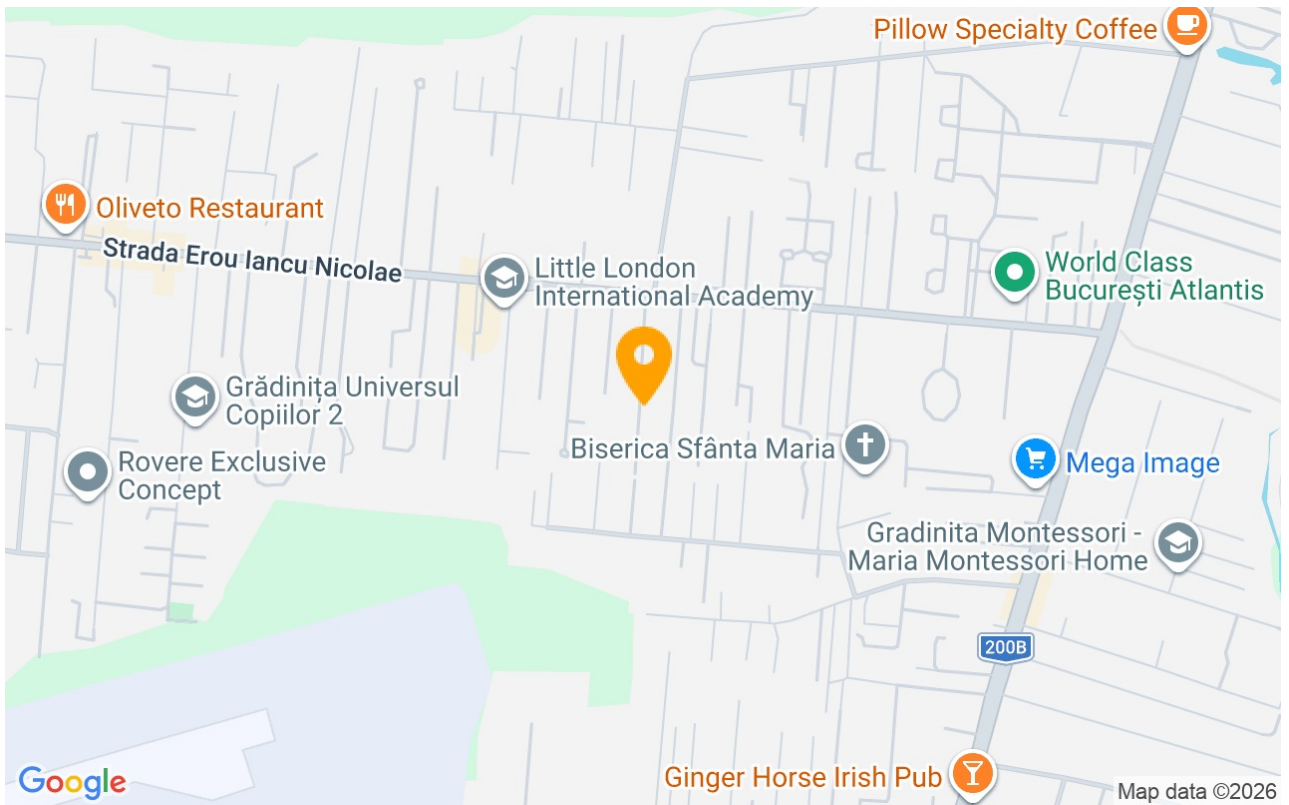 Pillow Specialty Coffee
Oliveto Restaurant
Strada Erou Iancu Nicolae
Little London
International Academy
World Class
București Atlantis
Grădinița Universul
Copiilor 2
Biserica Sfânta Maria
Rovere Exclusive
Concept
Mega Image
Gradinita Montessori -
Maria Montessori Home
200B
Ginger Horse Irish Pub
Google
Map data ©2026